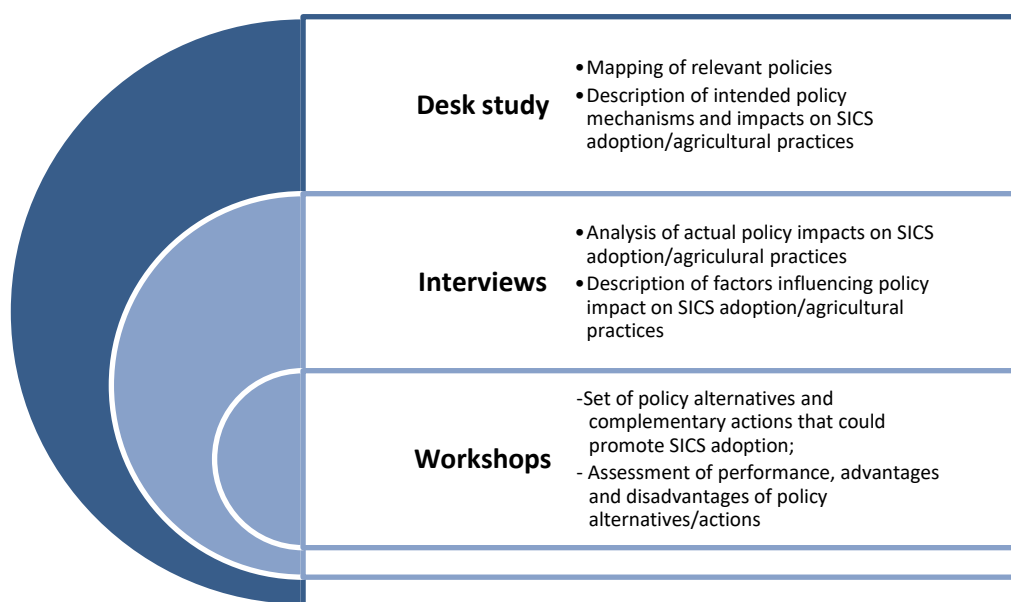 Desk study
•Mapping of relevant policies
•Description of intended policy
mechanisms and impacts on SICS
adoption/agricultural practices
Interviews
•Analysis of actual policy impacts on SICS
adoption/agriculural practices
•Description of factors influencing policy
impact on SICS adoption/agricultural
practices
Workshops
-Set of policy alternatives and
complementary actions that could
promote SICS adoption;
- Assessment of performance, advantages
and disadvantages of policy
alternatives/actions